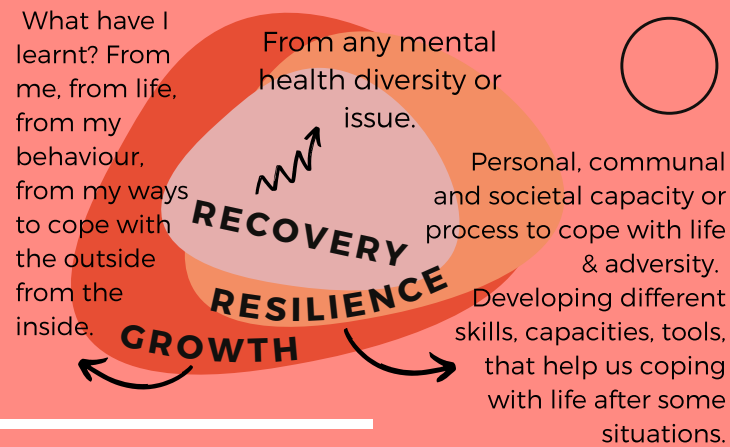 What have I
learnt? From
me, from life,
from my
behaviour,
from my ways
to cope with
the outside
from the
inside.
From any mental
health diversity or
issue.
Personal, communal
and societal capacity or
process to cope with life
& adversity.
Developing different
skills, capacities, tools,
that help us coping
with life after some
situations.
RECOVERY
RESILIENCE
GROWTH